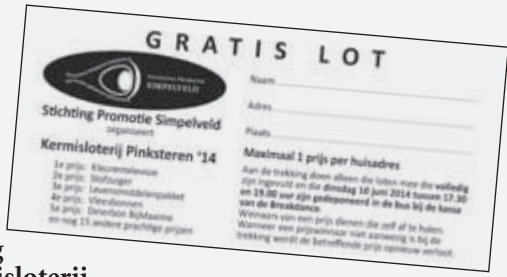 GRATIS LOT
STICHTING PROMOTIE
SIMPELVELD
Stichting Promotie Simpelveld
organiseert
Kermisloterij Pinksteren '14
1e prijs: Kleurentelevisie
2e prijs: Stofzuiger
3e prijs: Levensmiddelenpakket
4e prijs: Vleesbonnen
5e prijs: Dinerbon BijMaxime
en nog 15 andere prachtige prijzen
Naam
Adres
Plaats
Maximaal 1 prijs per huisadres
Aan de trekking doen alleen die loten mee die volledig
zijn ingevuld en die dinsdag 10 juni 2014 tussen 17.30
en 19.00 uur zijn gedeponeerd in de bus bij de kassa
van de Breakdance.
Winnaars van een prijs dienen die zelf af te halen.
Wanneer een prijswinnaar niet aanwezig is bij de
trekking wordt de betreffende prijs opnieuw verloot.
g
isloterij